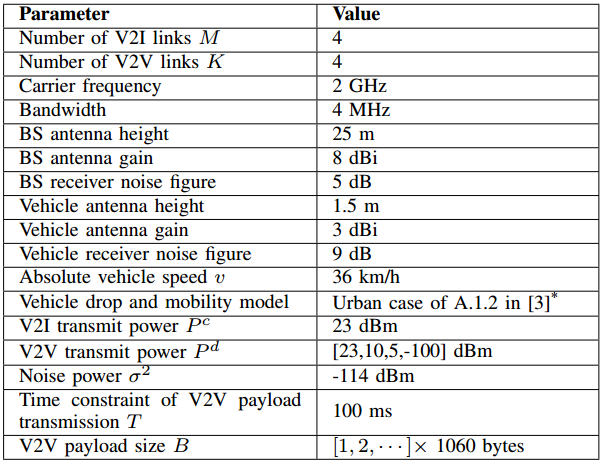 Parameter Value
Number of V2I links M 4
Number of V2V links K 4
Carrier frequency 2 GHz
Bandwidth 4 MHz
BS antenna height 25 m
BS antenna gain 8 dBi
BS receiver noise figure 5 dB
Vehicle antenna height 1.5 m
Vehicle antenna gain 3 dBi
Vehicle receiver noise figure 9 dB
Absolute vehicle speed v 36 km/h
Vehicle drop and mobility model Urban case of A.1.2 in [3]*
V2I transmit power P^c 23 dBm
V2V transmit power P^d [23,10,5,-100] dBm
Noise power σ² -114 dBm
Time constraint of V2V payload
transmission T 100 ms
V2V payload size B [1, 2, ···]× 1060 bytes